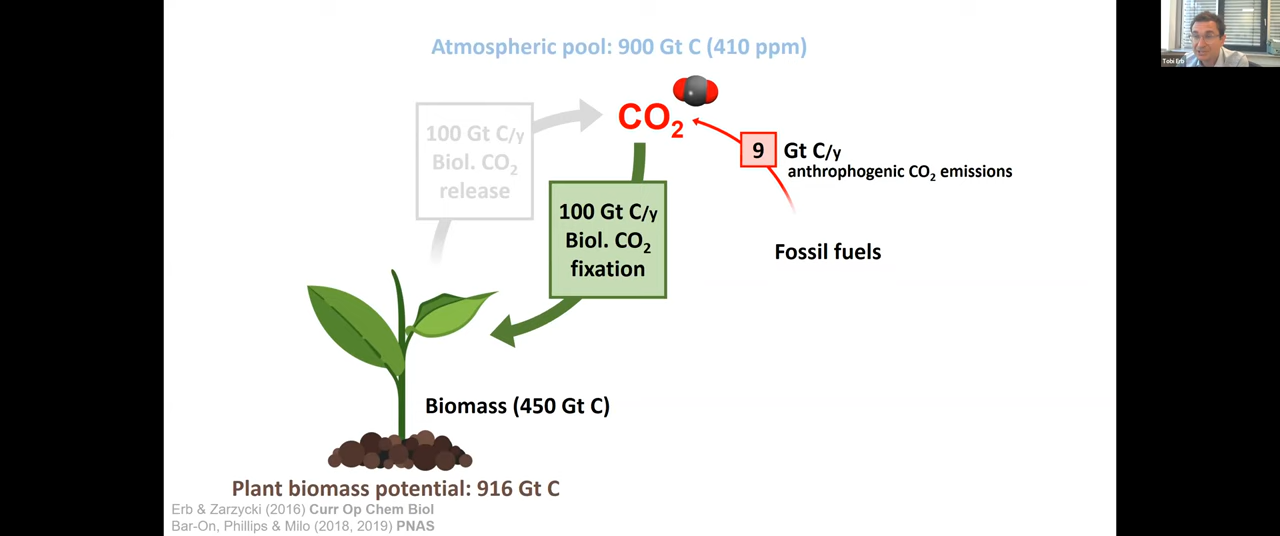 Atmospheric pool: 900 Gt C (410 ppm)
Tobi Erb
CO2
100 Gt C/y
Biol. CO2
release
9 Gt C/y
anthrophogenic CO2 emissions
100 Gt C/y
Biol. CO2
fixation
Fossil fuels
Biomass (450 Gt C)
Plant biomass potential: 916 Gt C
Erb & Zarzycki (2016) Curr Op Chem Biol
Bar-On, Phillips & Milo (2018, 2019) PNAS